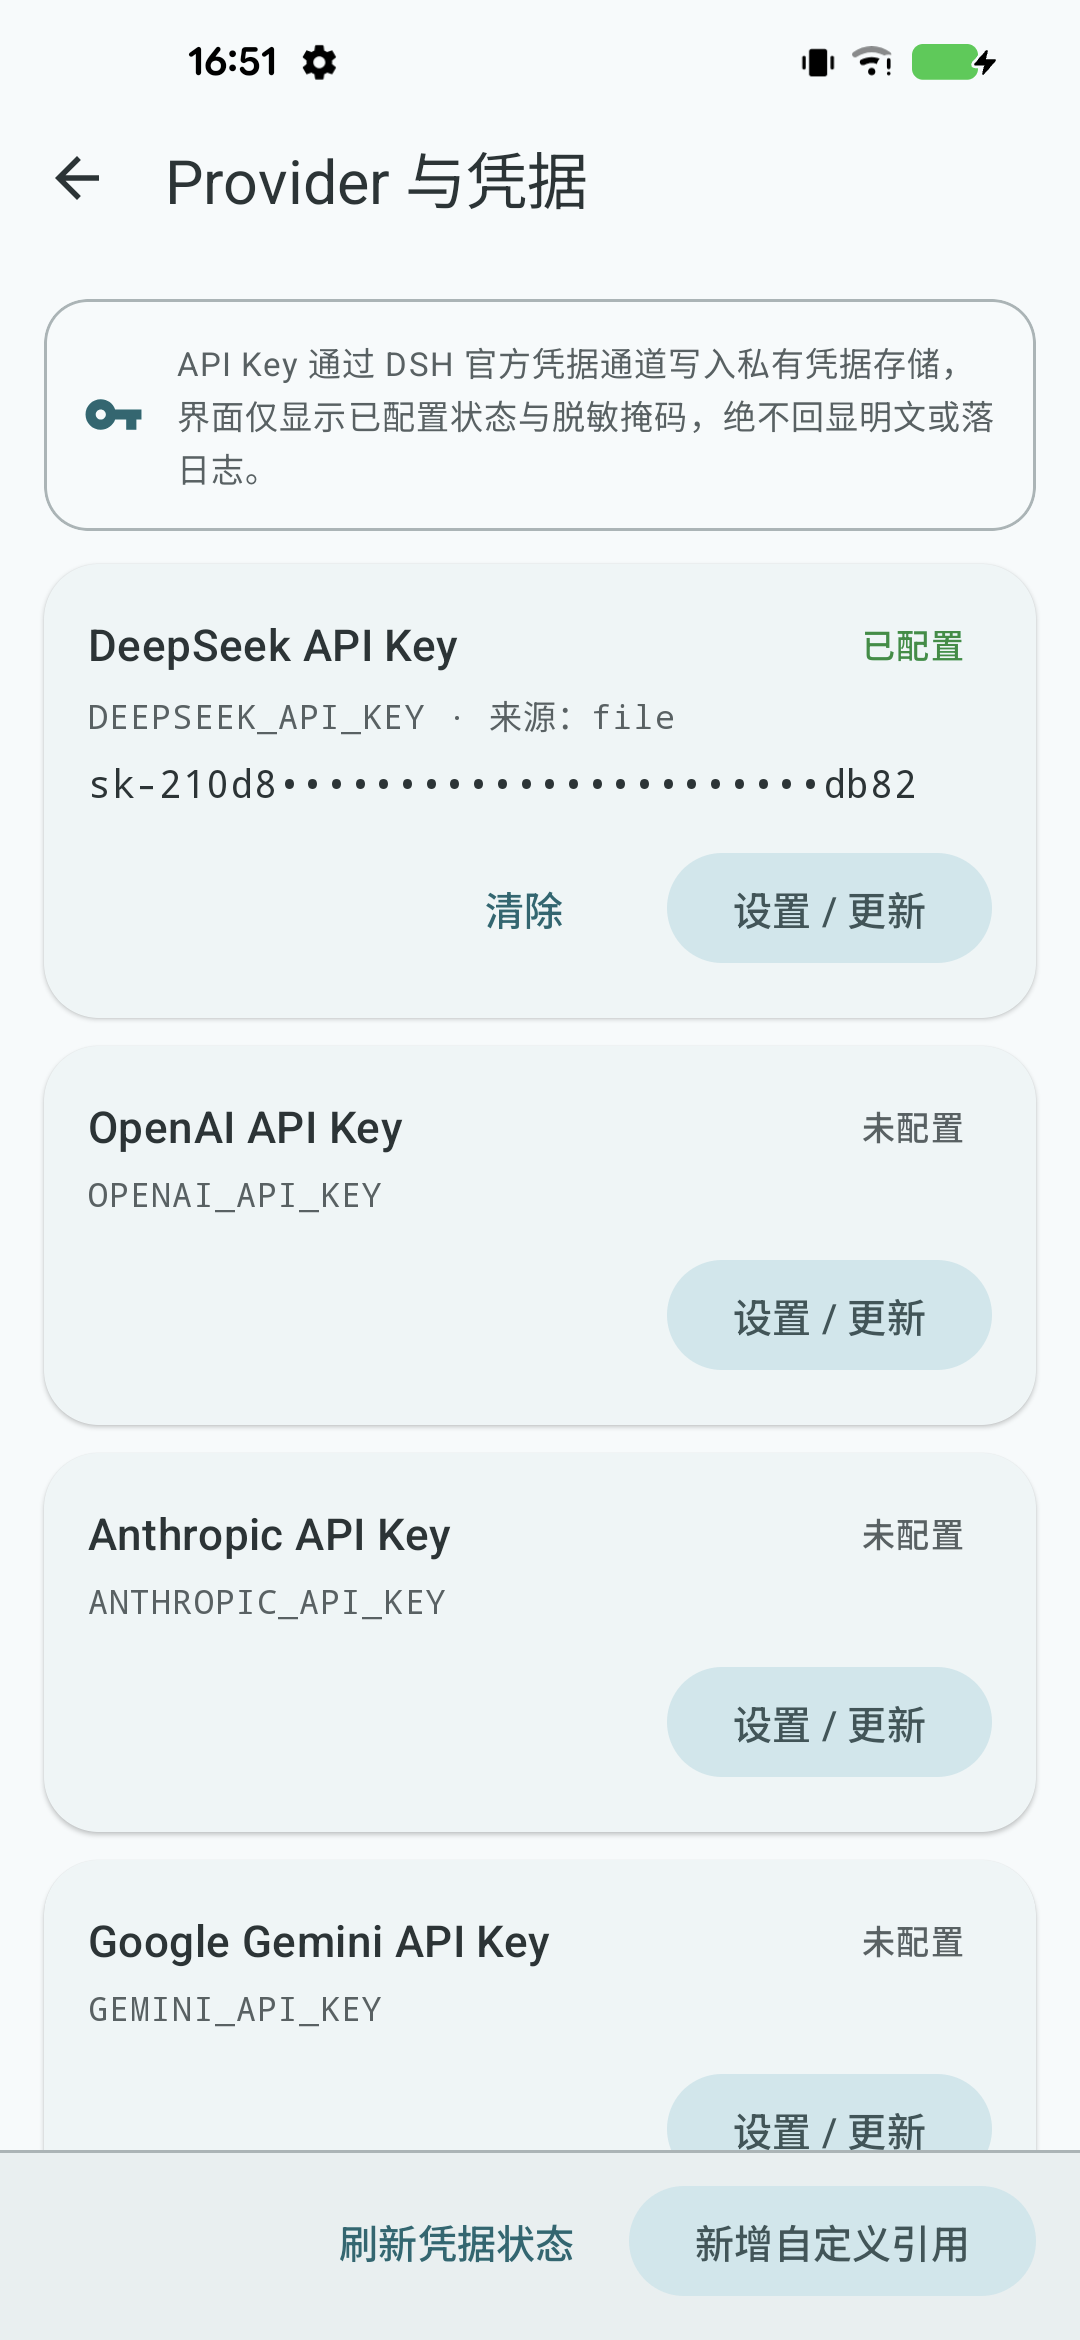 16:51
Provider 与凭据
API Key 通过 DSH 官方凭据通道写入私有凭据存储，
界面仅显示已配置状态与脱敏掩码，绝不回显明文或落
日志。
DeepSeek API Key 已配置
DEEPSEEK_API_KEY · 来源：file
sk-210d8•••••••••••••••••••••••db82
清除 设置 / 更新
OpenAI API Key 未配置
OPENAI_API_KEY
设置 / 更新
Anthropic API Key 未配置
ANTHROPIC_API_KEY
设置 / 更新
Google Gemini API Key 未配置
GEMINI_API_KEY
设置 / 更新
刷新凭据状态 新增自定义引用